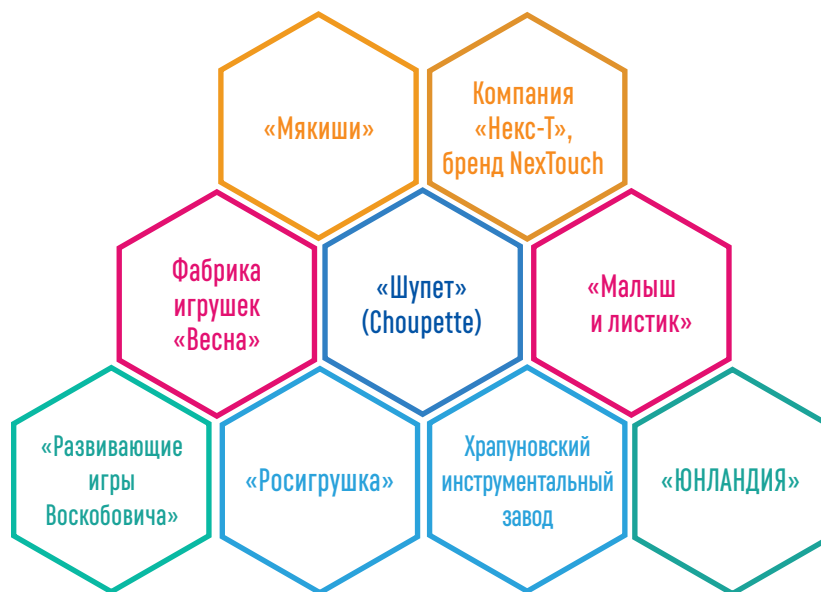 «Мякиши»
Компания
«Некс-Т»,
бренд NexTouch
Фабрика
игрушек
«Весна»
«Шупет»
(Choupette)
«Малыш
и листик»
«Развивающие
игры
Воскобовича»
«Росигрушка»
Храпуновский
инструментальный
завод
«ЮНЛАНДИЯ»